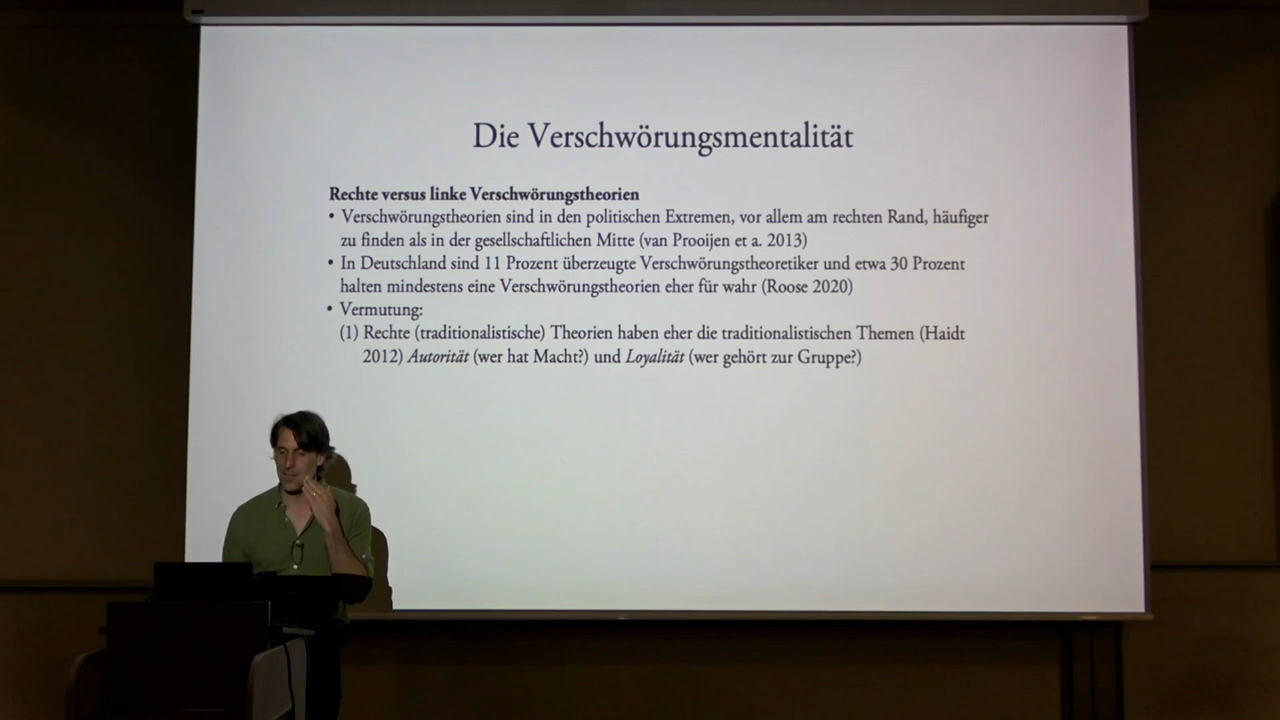 Die Verschwörungsmentalität
Rechte versus linke Verschwörungstheorien
• Verschwörungstheorien sind in den politischen Extremen, vor allem am rechten Rand, häufiger
zu finden als in der gesellschaftlichen Mitte (van Prooijen et a. 2013)
• In Deutschland sind 11 Prozent überzeugte Verschwörungstheoretiker und etwa 30 Prozent
halten mindestens eine Verschwörungstheorien eher für wahr (Roose 2020)
• Vermutung:
(1) Rechte (traditionalistische) Theorien haben eher die traditionalistischen Themen (Haidt
2012) Autorität (wer hat Macht?) und Loyalität (wer gehört zur Gruppe?)